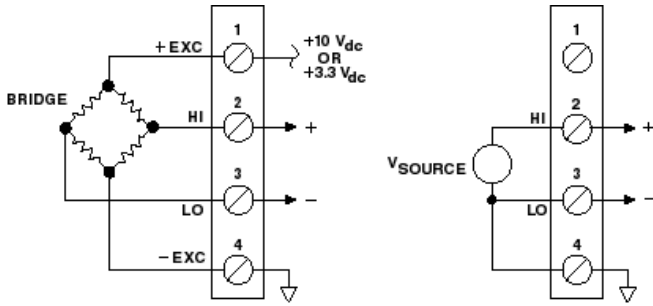 1
+EXC
+10 Vdc
OR
+3.3 Vdc
BRIDGE
HI
2
+
3
−
LO
4
−EXC
1
2
HI
+
VSOURCE
3
−
LO
4